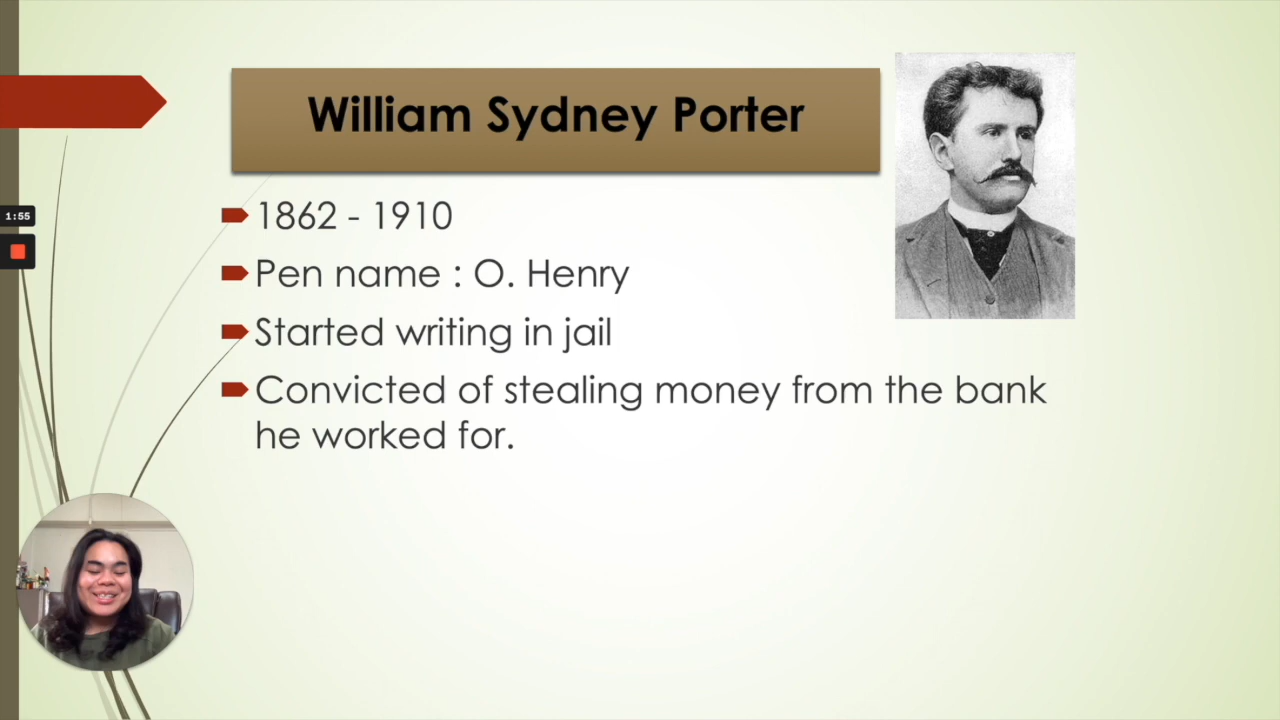 William Sydney Porter
1862 - 1910
Pen name : O. Henry
Started writing in jail
Convicted of stealing money from the bank
he worked for.
1:55